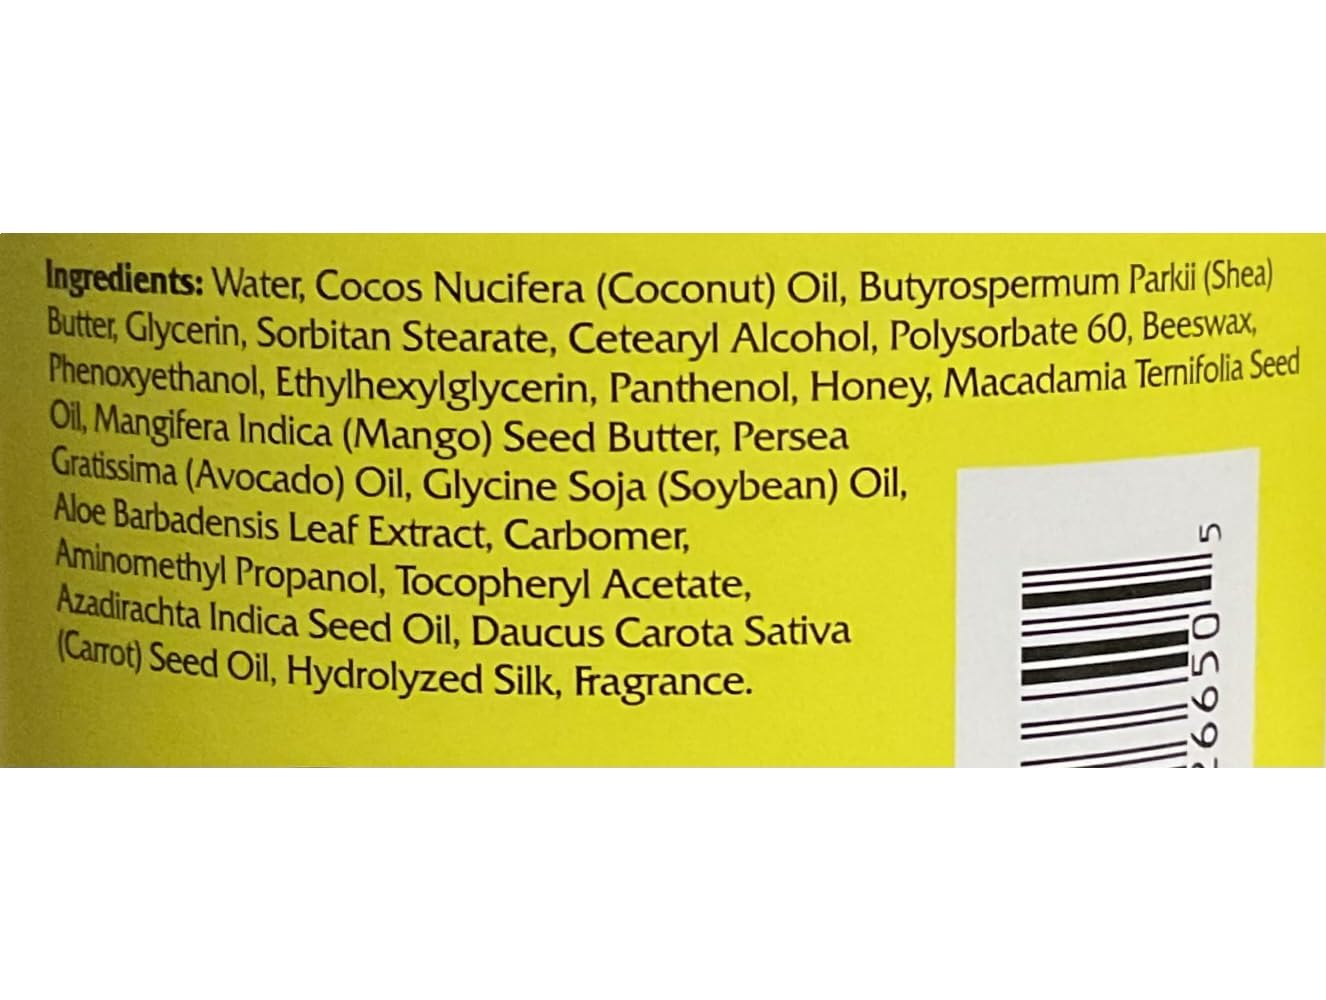 Ingredients: Water, Cocos Nucifera (Coconut) Oil, Butyrospermum Parkii (Shea)
Butter, Glycerin, Sorbitan Stearate, Cetearyl Alcohol, Polysorbate 60, Beeswax,
Phenoxyethanol, Ethylhexylglycerin, Panthenol, Honey, Macadamia Ternifolia Seed
Oil, Mangifera Indica (Mango) Seed Butter, Persea
Gratissima (Avocado) Oil, Glycine Soja (Soybean) Oil,
Aloe Barbadensis Leaf Extract, Carbomer,
Aminomethyl Propanol, Tocopheryl Acetate,
Azadirachta Indica Seed Oil, Daucus Carota Sativa
(Carrot) Seed Oil, Hydrolyzed Silk, Fragrance.
6650 5